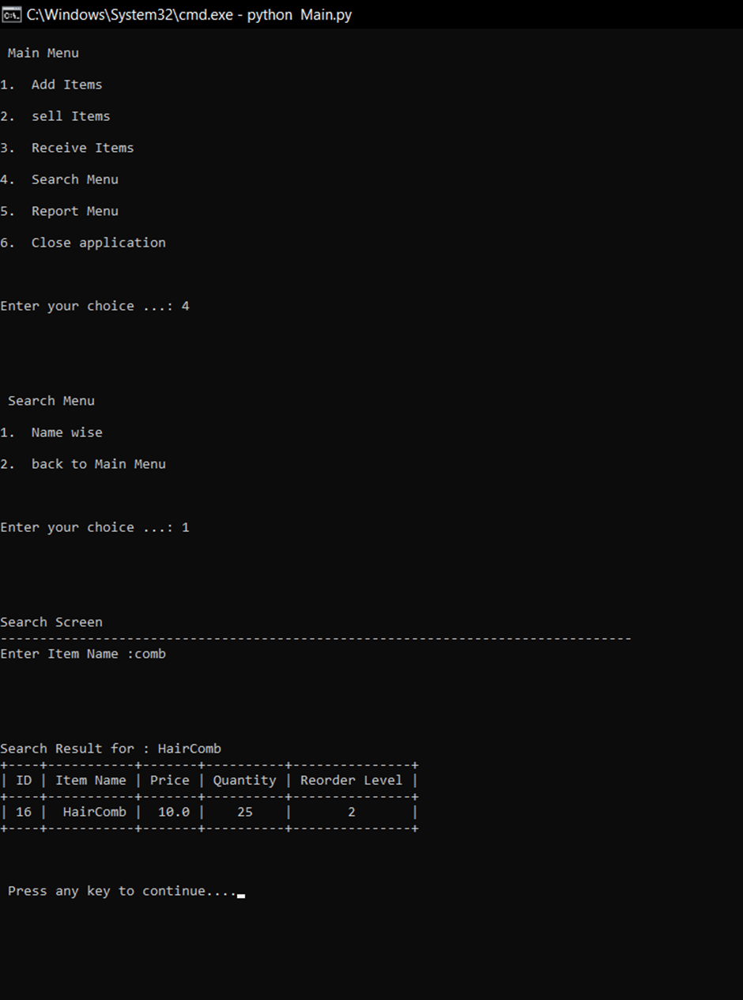 C:\Windows\System32\cmd.exe - python  Main.py
 Main Menu
1.  Add Items
2.  sell Items
3.  Receive Items
4.  Search Menu
5.  Report Menu
6.  Close application
Enter your choice ...: 4
 Search Menu
1.  Name wise
2.  back to Main Menu
Enter your choice ...: 1
Search Screen
--------------------------------------------------------------------------------
Enter Item Name :comb
Search Result for : HairComb
+----+-----------+-------+----------+---------------+
| ID | Item Name | Price | Quantity | Reorder Level |
+----+-----------+-------+----------+---------------+
| 16 |  HairComb |  10.0 |    25    |       2       |
+----+-----------+-------+----------+---------------+
 Press any key to continue....